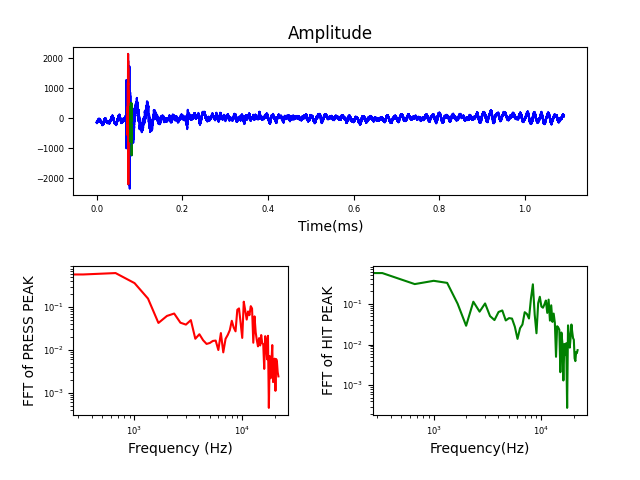 Amplitude
2000
1000
0
−1000
−2000
0.0 0.2 0.4 0.6 0.8 1.0
Time(ms)
FFT of PRESS PEAK
10⁻¹
10⁻²
10⁻³
10³ 10⁴
Frequency (Hz)
FFT of HIT PEAK
10⁻¹
10⁻²
10⁻³
10³ 10⁴
Frequency(Hz)